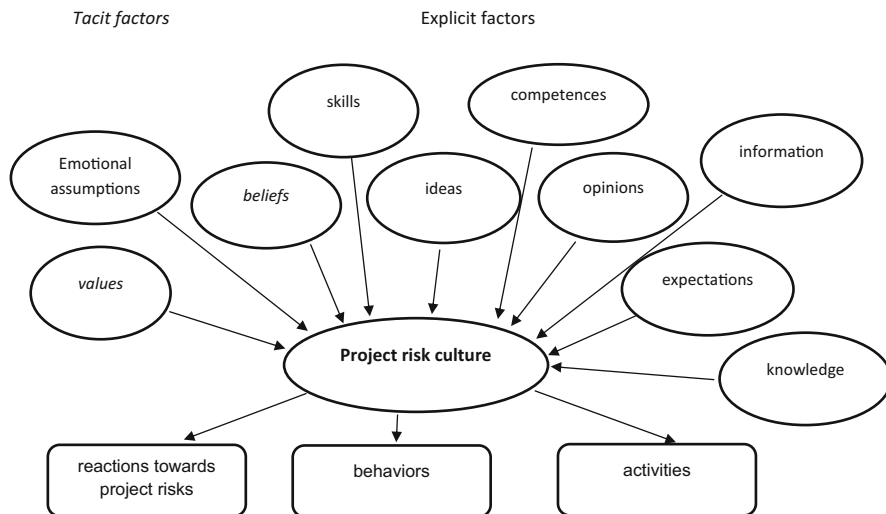 Tacit factors
Explicit factors
skills
competences
information
Emotional
assumptions
beliefs
ideas
opinions
values
expectations
Project risk culture
knowledge
reactions towards
project risks
behaviors
activities